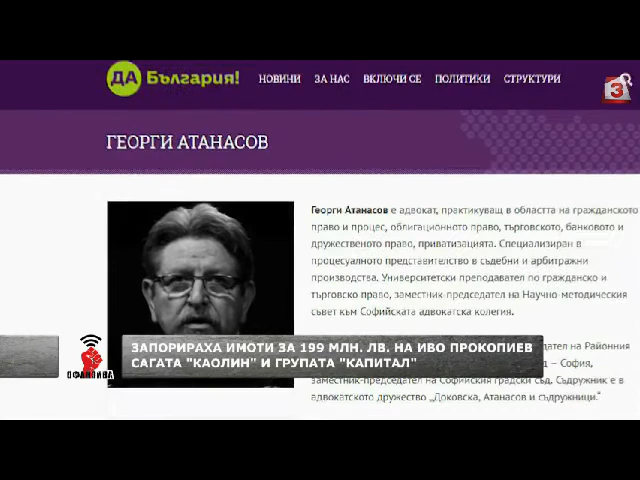 ДА България!
НОВИНИ ЗА НАС ВКЛЮЧИ СЕ ПОЛИТИКИ СТРУКТУРИ
3
ГЕОРГИ АТАНАСОВ
Георги Атанасов е адвокат, практикуващ в областта на гражданското
право и процес, облигационното право, търговското, банковото и
дружественото право, приватизацията. Специализиран в
процесуалното представителство в съдебни и арбитражни
производства. Университетски преподавател по гражданско и
търговско право, заместник-председател на Научно-методическия
съвет към Софийската адвокатска колегия.
на Районния
– София,
заместник-председател на Софийския градски съд. Съдружник е в
адвокатското дружество „Доковска, Атанасов и съдружници.“
ОФАНЗИВА
ЗАПОРИРАХА ИМОТИ ЗА 199 МЛН. ЛВ. НА ИВО ПРОКОПИЕВ
САГАТА "КАОЛИН" И ГРУПАТА "КАПИТАЛ"